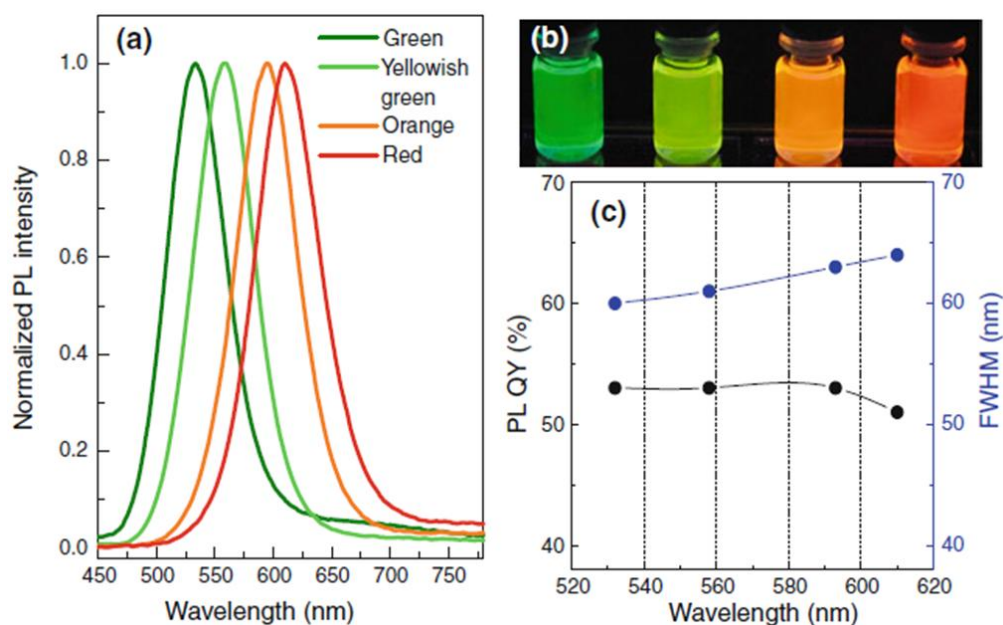 (a)
Green
Yellowish
green
Orange
Red
1.0
0.8
0.6
0.4
0.2
0.0
Normalized PL intensity
450 500 550 600 650 700 750
Wavelength (nm)
(b)
(c)
70
60
50
40
PL QY (%)
70
60
50
40
FWHM (nm)
520 540 560 580 600 620
Wavelength (nm)